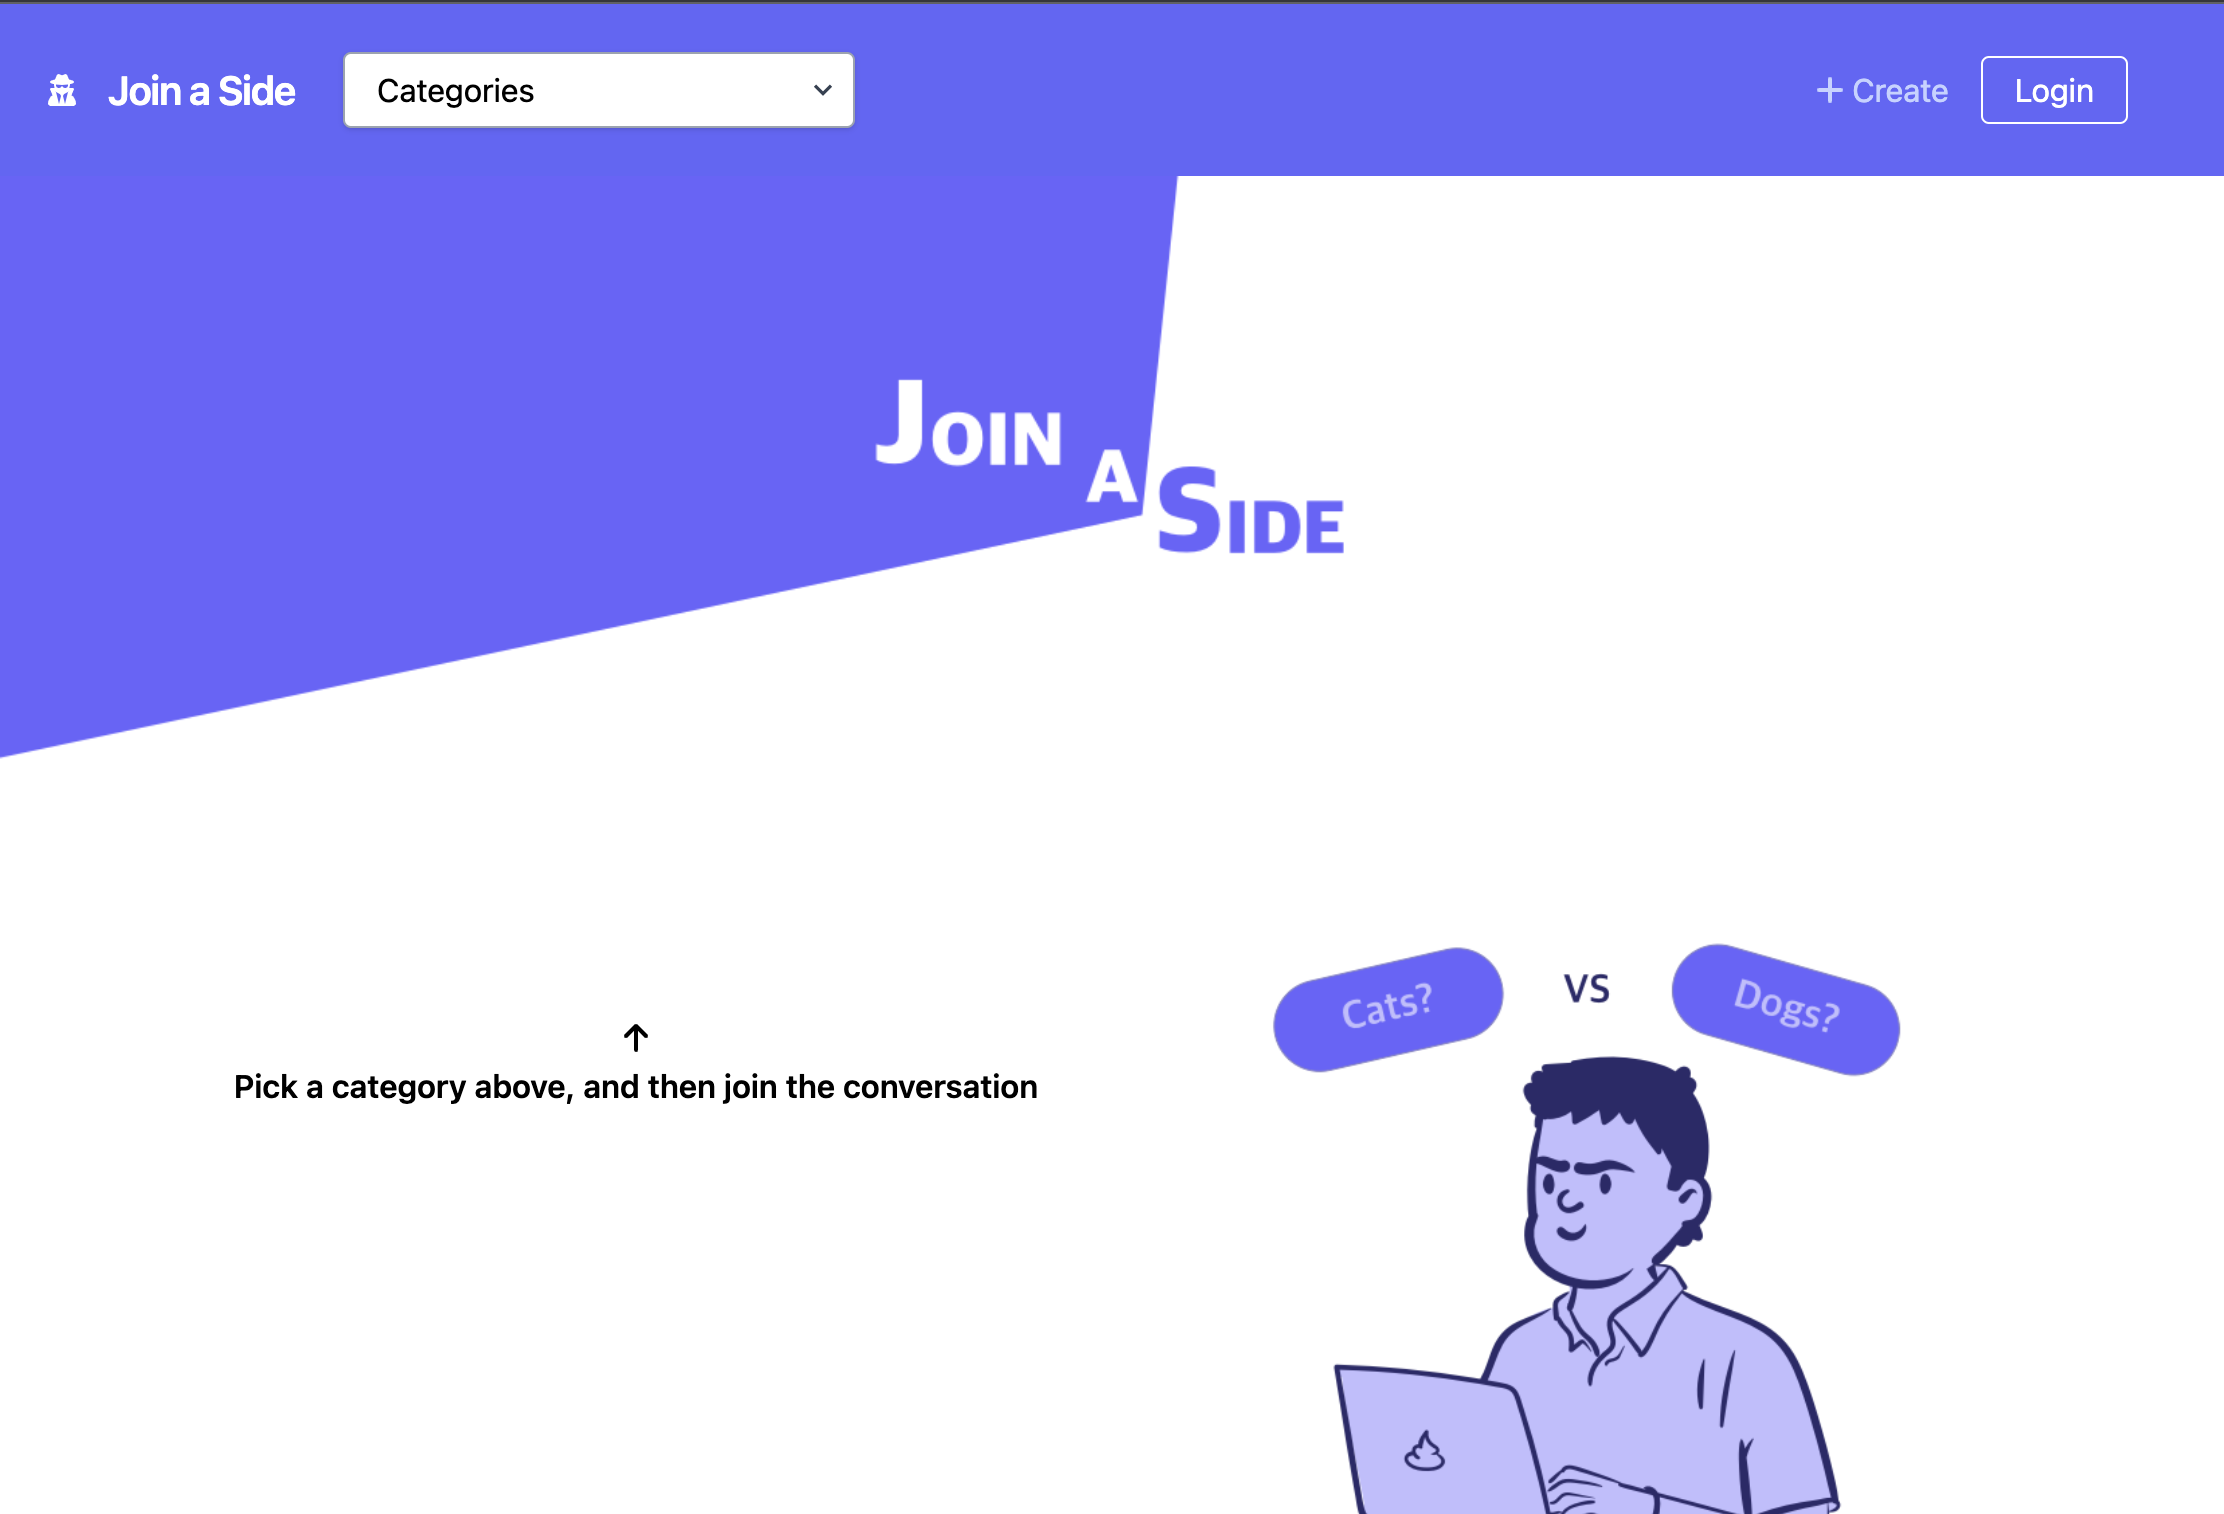 Join a Side
Categories
Create
Login
JOIN
A
SIDE
Cats?
VS
Dogs?
Pick a category above, and then join the conversation